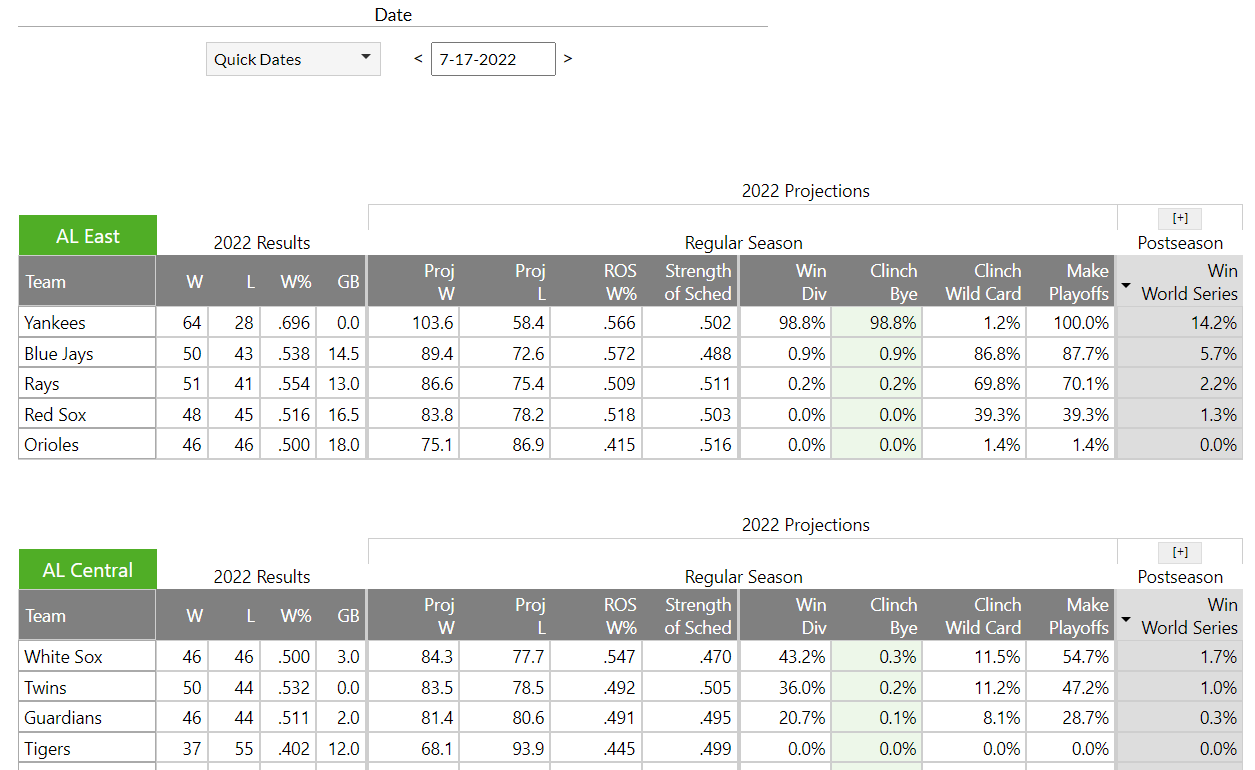 Date
Quick Dates < 7-17-2022 >
2022 Projections
[+]
AL East 2022 Results Regular Season Postseason
Team W L W% GB Proj W Proj L ROS W% Strength of Sched Win Div Clinch Bye Clinch Wild Card Make Playoffs Win World Series
Yankees 64 28 .696 0.0 103.6 58.4 .566 .502 98.8% 98.8% 1.2% 100.0% 14.2%
Blue Jays 50 43 .538 14.5 89.4 72.6 .572 .488 0.9% 0.9% 86.8% 87.7% 5.7%
Rays 51 41 .554 13.0 86.6 75.4 .509 .511 0.2% 0.2% 69.8% 70.1% 2.2%
Red Sox 48 45 .516 16.5 83.8 78.2 .518 .503 0.0% 0.0% 39.3% 39.3% 1.3%
Orioles 46 46 .500 18.0 75.1 86.9 .415 .516 0.0% 0.0% 1.4% 1.4% 0.0%
2022 Projections
[+]
AL Central 2022 Results Regular Season Postseason
Team W L W% GB Proj W Proj L ROS W% Strength of Sched Win Div Clinch Bye Clinch Wild Card Make Playoffs Win World Series
White Sox 46 46 .500 3.0 84.3 77.7 .547 .470 43.2% 0.3% 11.5% 54.7% 1.7%
Twins 50 44 .532 0.0 83.5 78.5 .492 .505 36.0% 0.2% 11.2% 47.2% 1.0%
Guardians 46 44 .511 2.0 81.4 80.6 .491 .495 20.7% 0.1% 8.1% 28.7% 0.3%
Tigers 37 55 .402 12.0 68.1 93.9 .445 .499 0.0% 0.0% 0.0% 0.0% 0.0%